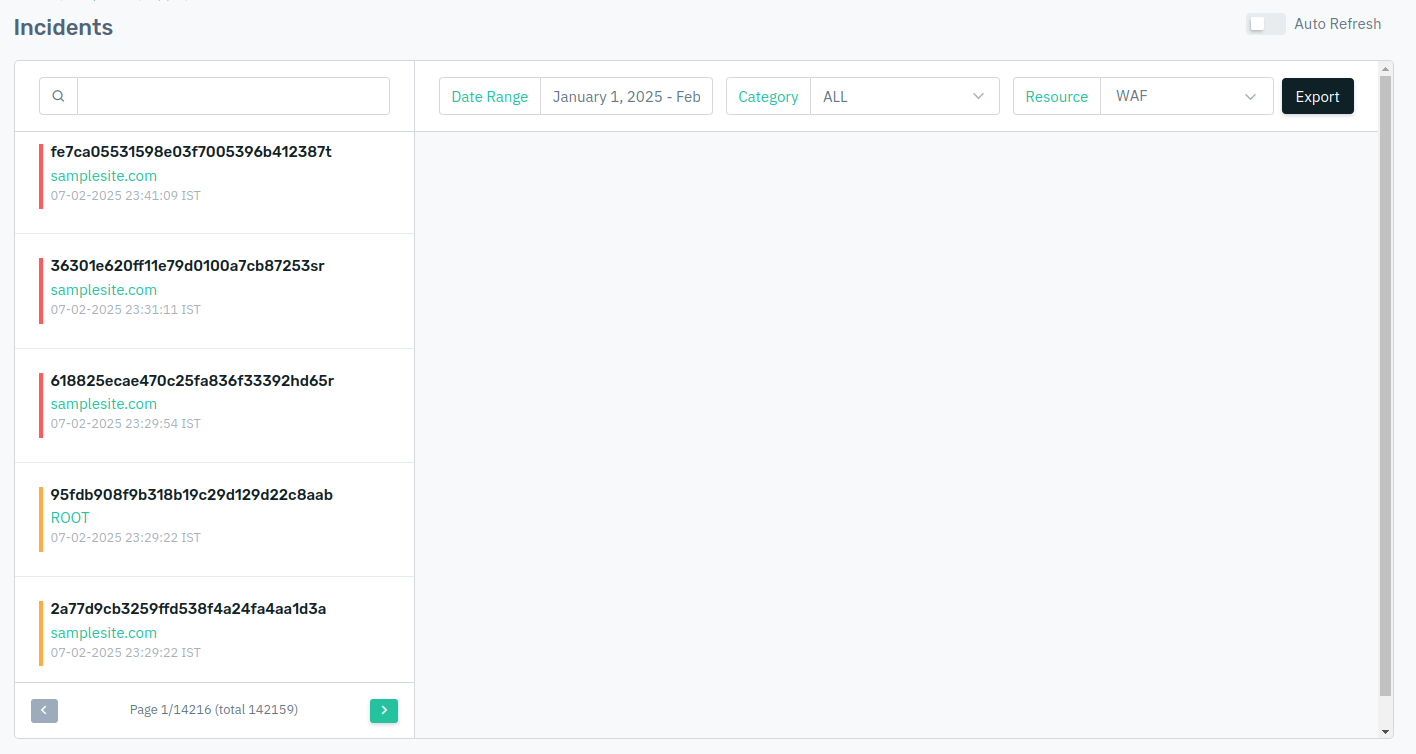 Incidents
Auto Refresh
Date Range
January 1, 2025 - Feb
Category
ALL
Resource
WAF
Export
fe7ca05531598e03f7005396b412387t
samplesite.com
07-02-2025 23:41:09 IST
36301e620ff11e79d0100a7cb87253sr
samplesite.com
07-02-2025 23:31:11 IST
618825ecae470c25fa836f33392hd65r
samplesite.com
07-02-2025 23:29:54 IST
95fdb908f9b318b19c29d129d22c8aab
ROOT
07-02-2025 23:29:22 IST
2a77d9cb3259ffd538f4a24fa4aa1d3a
samplesite.com
07-02-2025 23:29:22 IST
Page 1/14216 (total 142159)